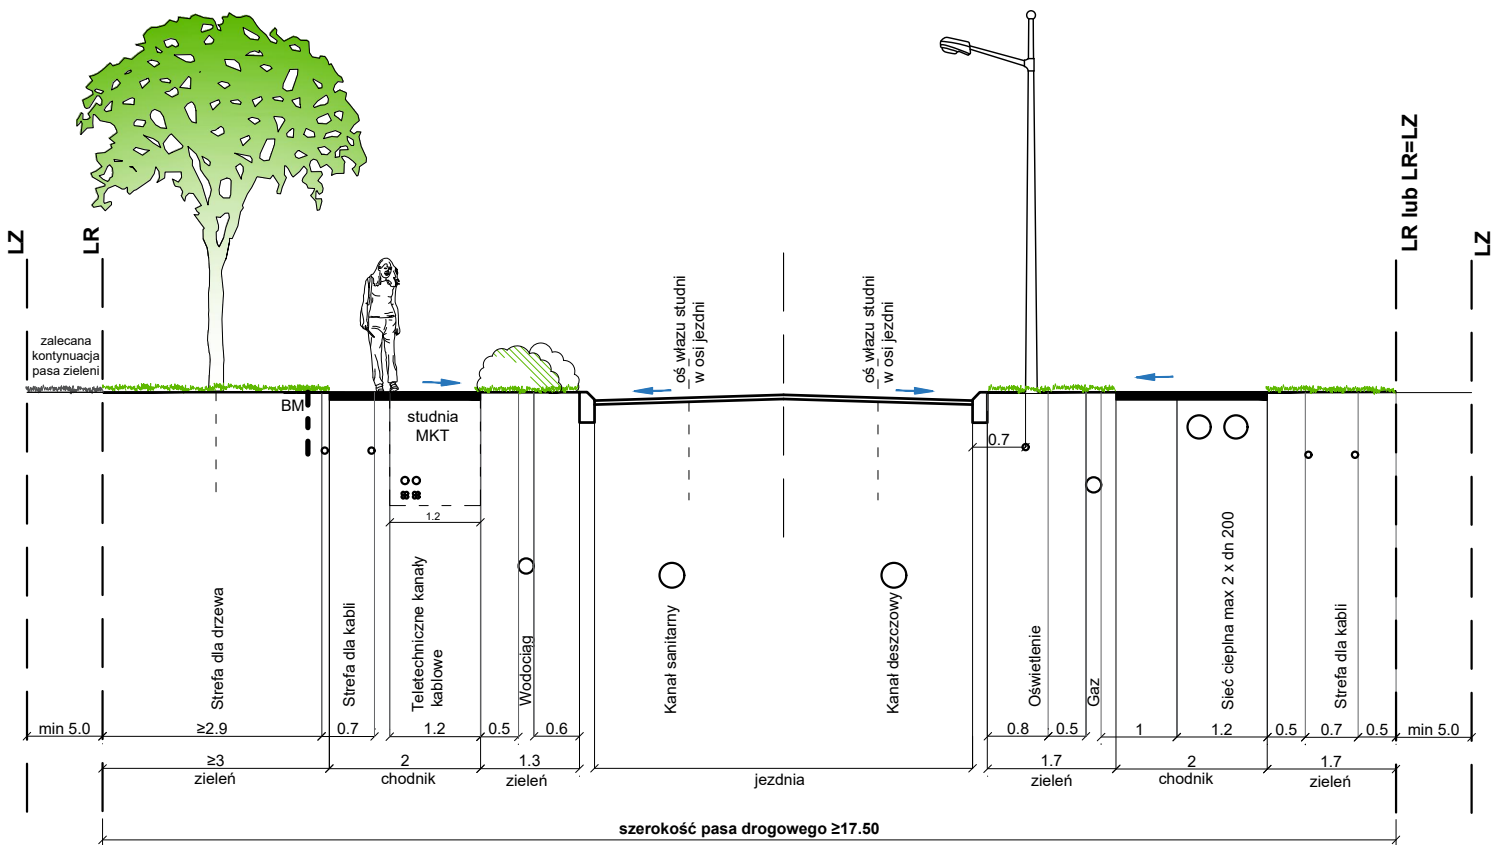 LZ
LR
LR lub LR=LZ
LZ
zalecana
kontynuacja
pasa zieleni
oś włazu studni
w osi jezdni
oś włazu studni
w osi jezdni
BM
studnia
MKT
1.2
0.7
Strefa dla drzewa
Strefa dla kabli
Teletechniczne kanały
kablowe
Wodociąg
Kanał sanitarny
Kanał deszczowy
Oświetlenie
Gaz
Sieć cieplna max 2 x dn 200
Strefa dla kabli
min 5.0
≥2.9
0.7
1.2
0.5
0.6
0.8
0.5
1
1.2
0.5
0.7
0.5
min 5.0
≥3
zieleń
2
chodnik
1.3
zieleń
jezdnia
1.7
zieleń
2
chodnik
1.7
zieleń
szerokość pasa drogowego ≥17.50